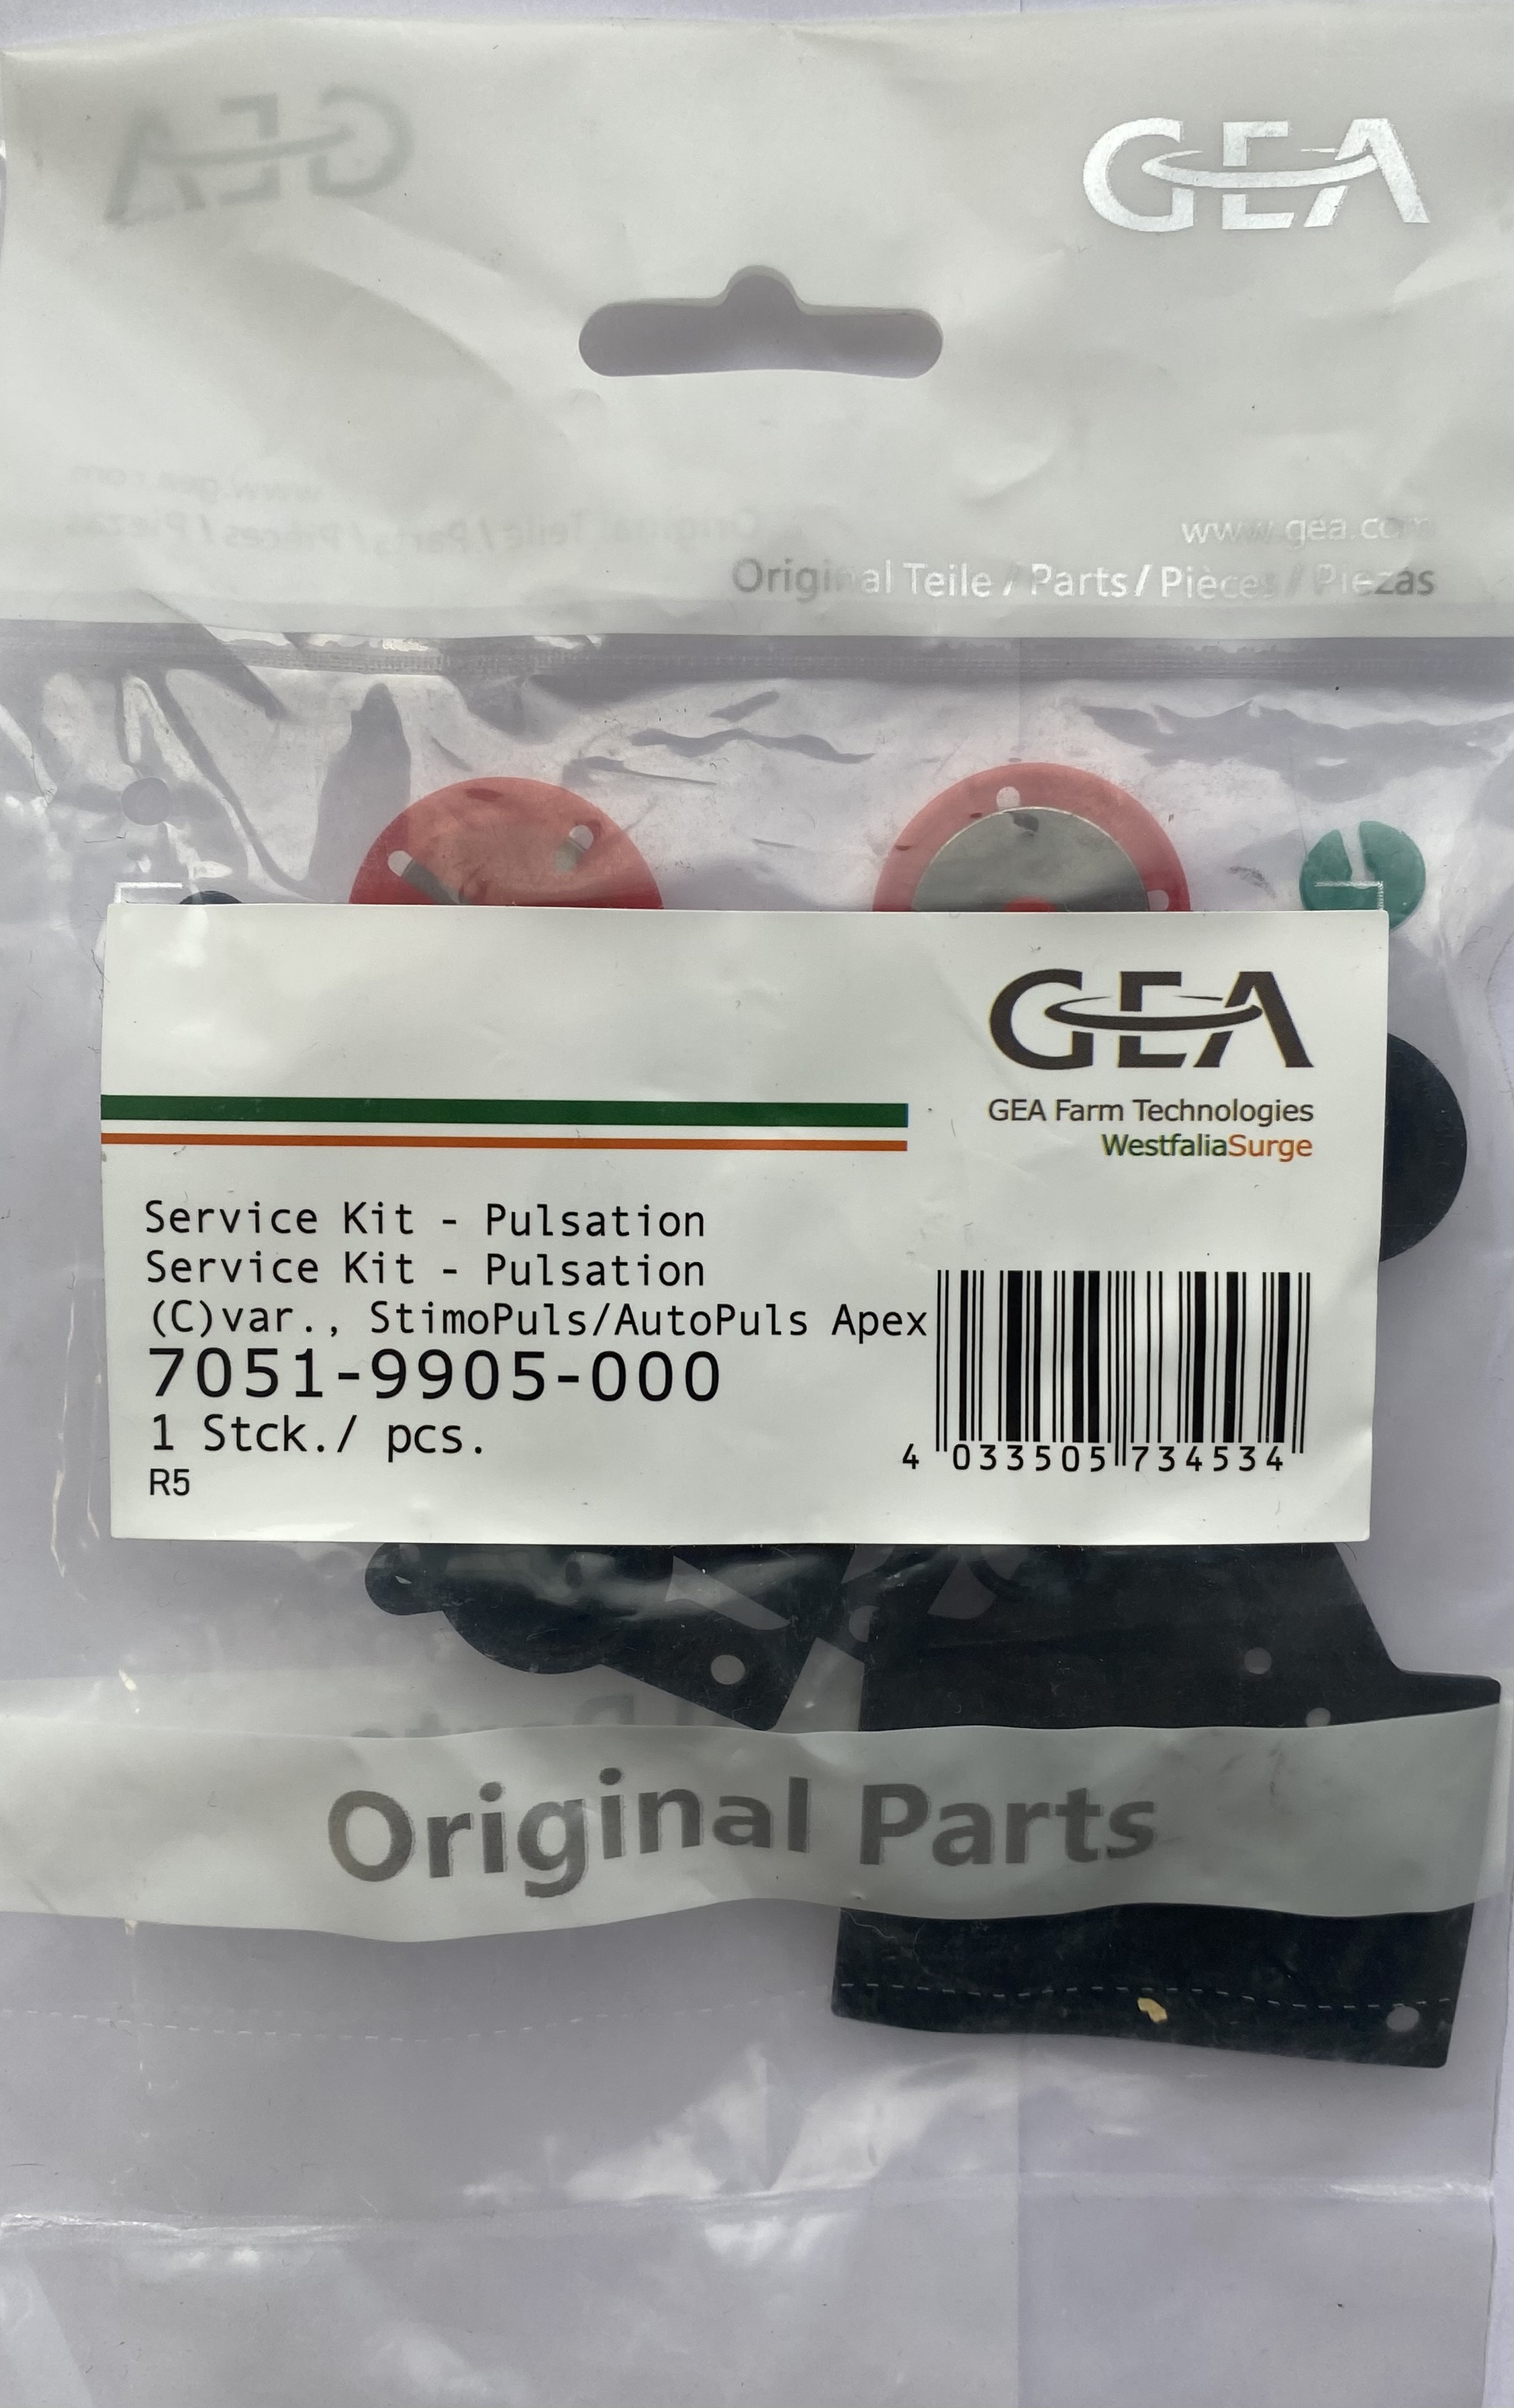 GEA
www.gea.com
Original Teile / Parts / Pièces / Piezas
GEA
GEA Farm Technologies
WestfaliaSurge
Service Kit - Pulsation
Service Kit - Pulsation
(C)var., StimoPuls/AutoPuls Apex
7051-9905-000
1 Stck./ pcs.
R5
4 033505 734534
Original Parts